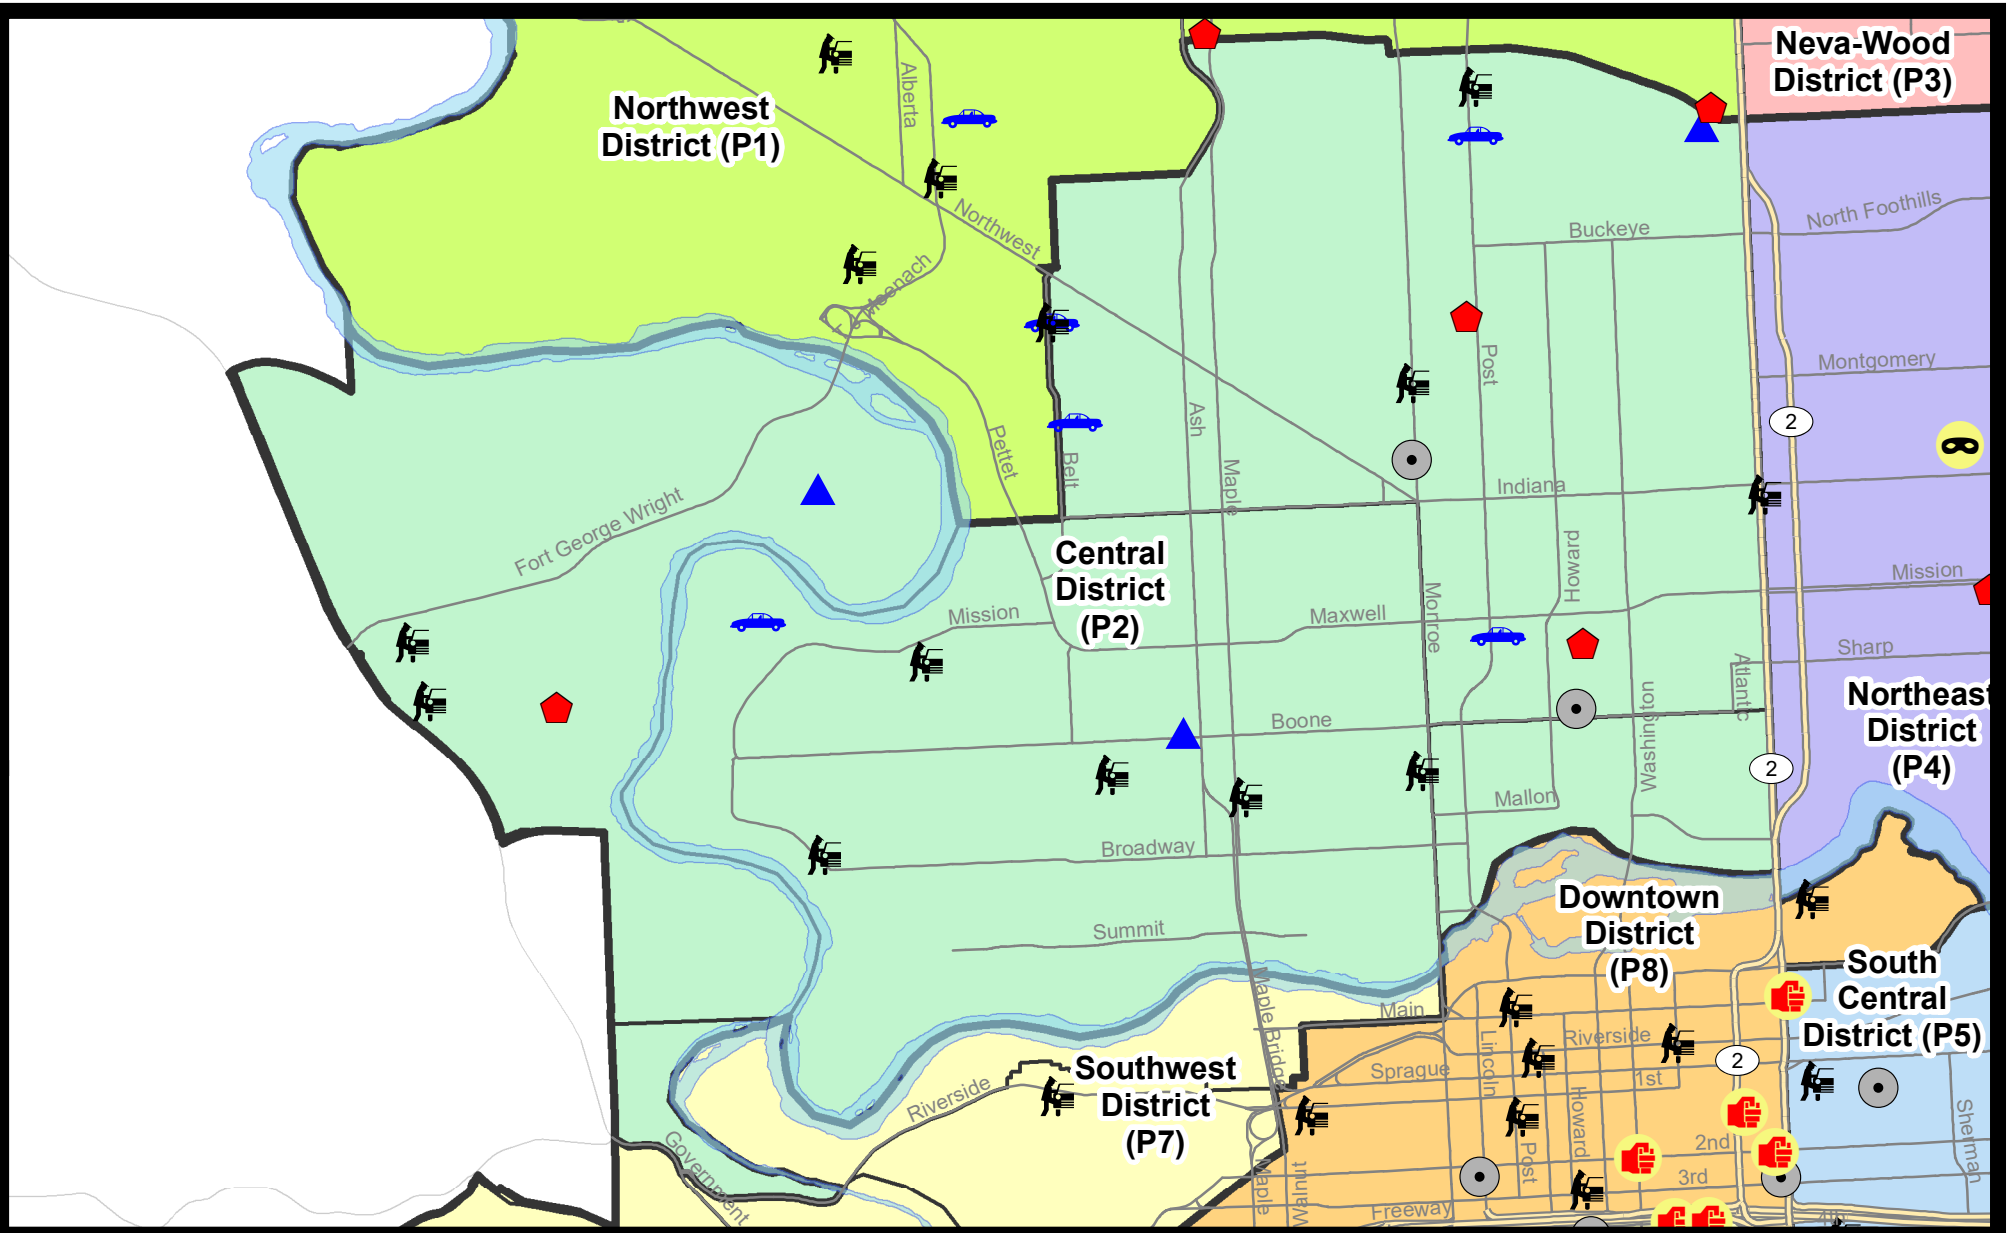 Neva-Wood
District (P3)
Northwest
District (P1)
Alberta
Northwest
North Foothills
Buckeye
Montgomery
Post
2
Ash
Maple
Pettet
Belt
Indiana
Fort George Wright
Central
District
(P2)
Howard
Mission
Mission
Maxwell
Monroe
Sharp
Atlantic
Washington
Northeast
District
(P4)
Boone
2
Mallon
Broadway
Downtown
District
(P8)
Summit
South
Central
District (P5)
Maple Bridge
Main
Riverside
Lincoln
2
Sprague
1st
Southwest
District
(P7)
Riverside
Howard
Sherman
Government
2nd
Post
3rd
Maple
Walnut
Freeway
4th